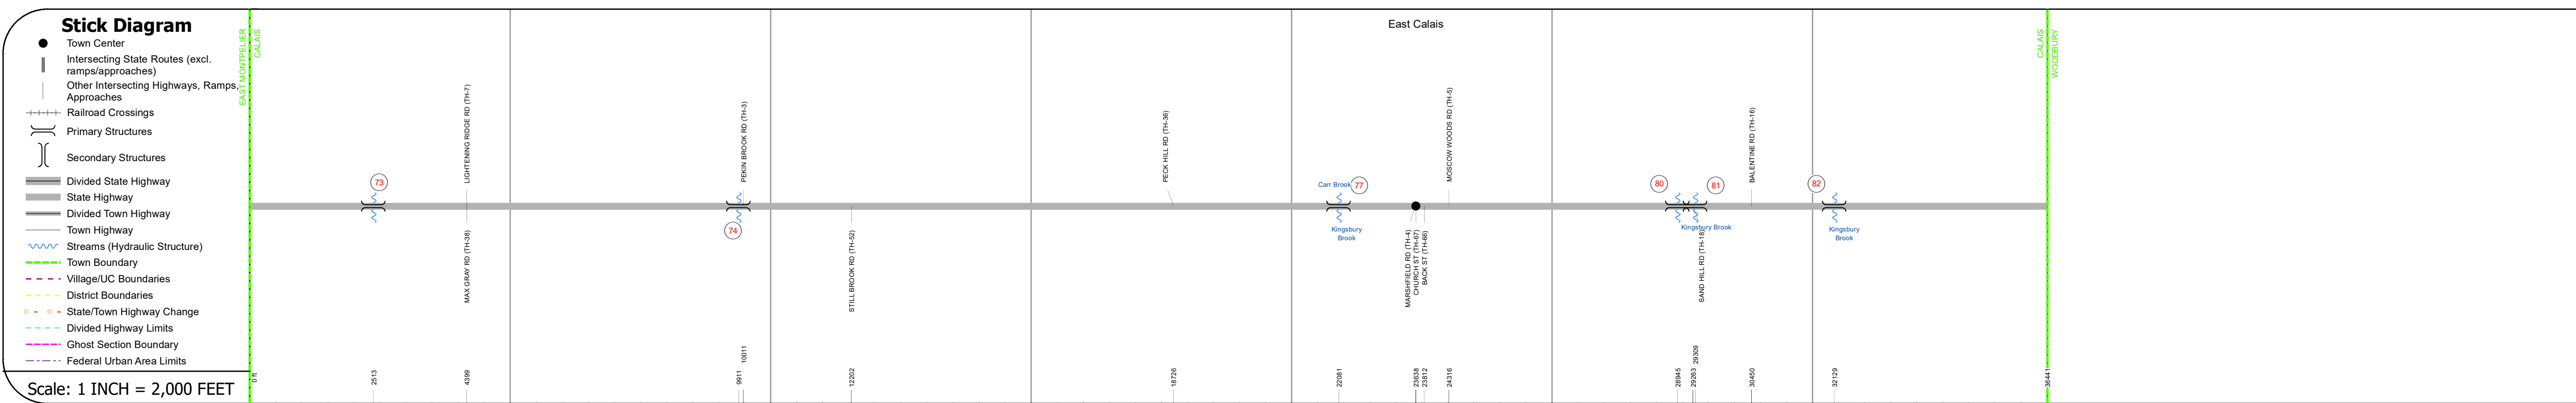 Stick Diagram
Town Center
Intersecting State Routes (excl.
ramps/approaches)
Other Intersecting Highways, Ramps,
Approaches
Railroad Crossings
Primary Structures
Secondary Structures
Divided State Highway
State Highway
Divided Town Highway
Town Highway
Streams (Hydraulic Structure)
Town Boundary
Village/UC Boundaries
District Boundaries
State/Town Highway Change
Divided Highway Limits
Ghost Section Boundary
Federal Urban Area Limits
Scale: 1 INCH = 2,000 FEET
EAST MONTPELIER
CALAIS
East Calais
CALAIS
WOODBURY
LIGHTENING RIDGE RD (TH-7)
PEKIN BROOK RD (TH-3)
PECK HILL RD (TH-36)
MOSCOW WOODS RD (TH-5)
BALENTINE RD (TH-16)
73
74
Carr Brook
77
80
81
82
Kingsbury
Brook
Kingsbury Brook
Kingsbury
Brook
MAX GRAY RD (TH-38)
STILL BROOK RD (TH-52)
MARSHFIELD RD (TH-4)
CHURCH ST (TH-67)
BACK ST (TH-66)
SAND HILL RD (TH-18)
0 ft
2513
4399
9911
10011
12202
18726
22081
23638
23812
24316
28945
29263
29309
30450
32129
36441